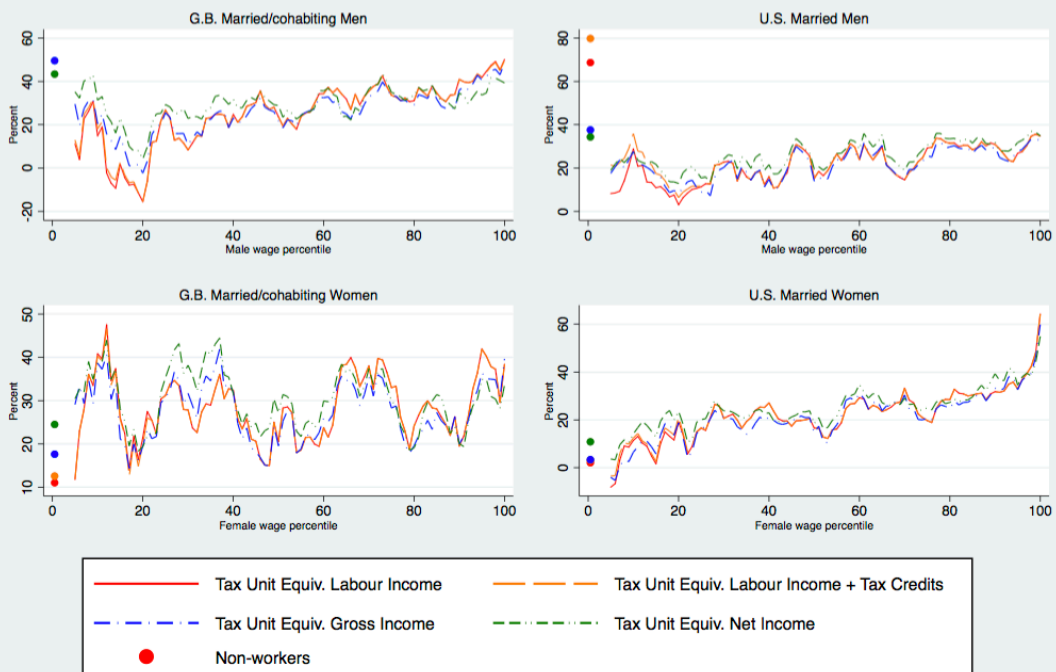 G.B. Married/cohabiting Men
U.S. Married Men
Percent
60
40
20
0
-20
0 20 40 60 80 100
Male wage percentile
Percent
80
60
40
20
0
0 20 40 60 80 100
Male wage percentile
G.B. Married/cohabiting Women
U.S. Married Women
Percent
50
40
30
20
10
0 20 40 60 80 100
Female wage percentile
Percent
60
40
20
0
0 20 40 60 80 100
Female wage percentile
Tax Unit Equiv. Labour Income
Tax Unit Equiv. Labour Income + Tax Credits
Tax Unit Equiv. Gross Income
Tax Unit Equiv. Net Income
Non-workers